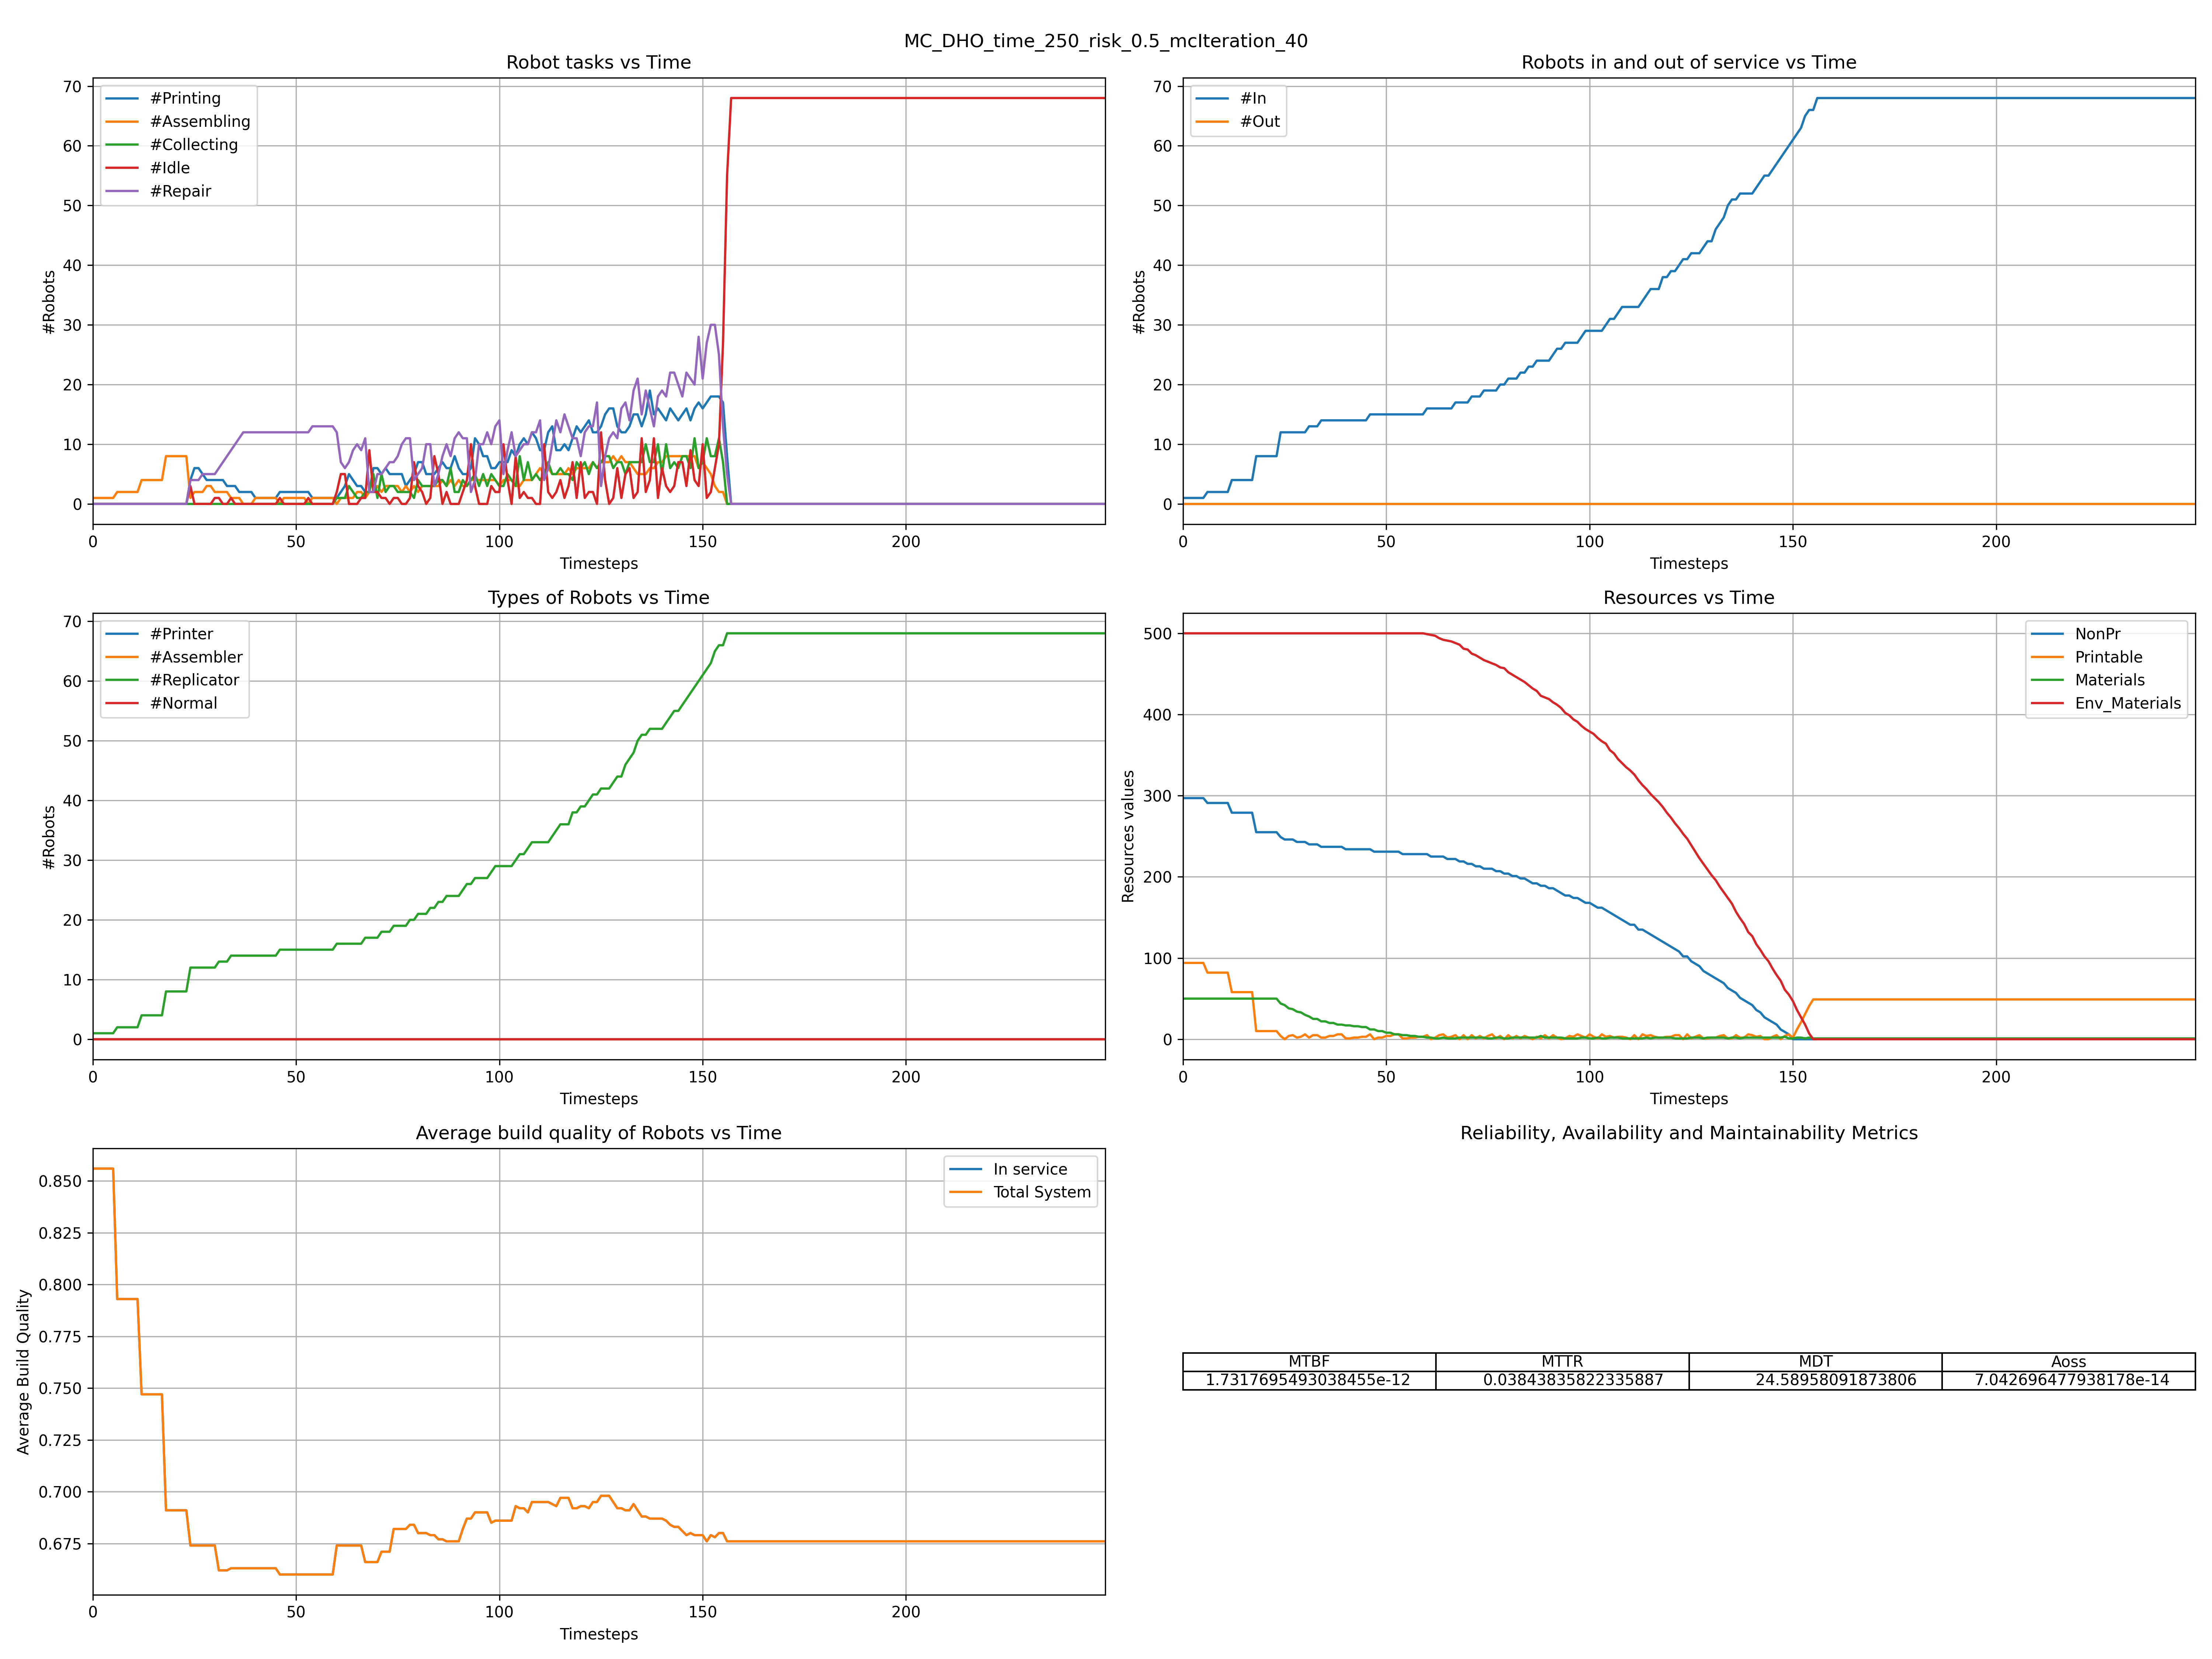 MC_DHO_time_250_risk_0.5_mcIteration_40
Robot tasks vs Time
#Robots
70
60
50
40
30
20
10
0
#Printing
#Assembling
#Collecting
#Idle
#Repair
0 50 100 150 200
Timesteps
Robots in and out of service vs Time
#Robots
70
60
50
40
30
20
10
0
#In
#Out
0 50 100 150 200
Timesteps
Types of Robots vs Time
#Robots
70
60
50
40
30
20
10
0
#Printer
#Assembler
#Replicator
#Normal
0 50 100 150 200
Timesteps
Resources vs Time
Resources values
500
400
300
200
100
0
NonPr
Printable
Materials
Env_Materials
0 50 100 150 200
Timesteps
Average build quality of Robots vs Time
Average Build Quality
0.850
0.825
0.800
0.775
0.750
0.725
0.700
0.675
In service
Total System
0 50 100 150 200
Timesteps
Reliability, Availability and Maintainability Metrics
MTBF MTTR MDT Aoss
1.7317695493038455e-12 0.03843835822335887 24.58958091873806 7.042696477938178e-14